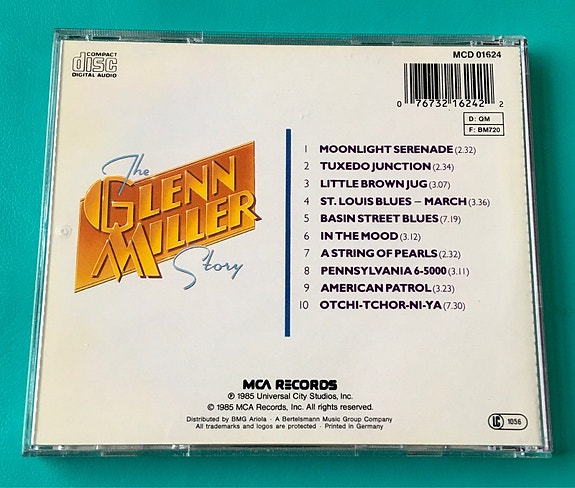 COMPACT
disc
DIGITAL AUDIO
MCD 01624
0 76732 16242 2
D: QM
F: BM720
The
GLENN
MILLER
Story
1 MOONLIGHT SERENADE (2.32)
2 TUXEDO JUNCTION (2.34)
3 LITTLE BROWN JUG (3.07)
4 ST. LOUIS BLUES – MARCH (3.36)
5 BASIN STREET BLUES (7.19)
6 IN THE MOOD (3.12)
7 A STRING OF PEARLS (2.32)
8 PENNSYLVANIA 6-5000 (3.11)
9 AMERICAN PATROL (3.23)
10 OTCHI-TCHOR-NI-YA (7.30)
MCA RECORDS
℗ 1985 Universal City Studios, Inc.
© 1985 MCA Records, Inc. All rights reserved.
Distributed by BMG Ariola · A Bertelsmann Music Group Company
All trademarks and logos are protected · Printed in Germany
LC 1056